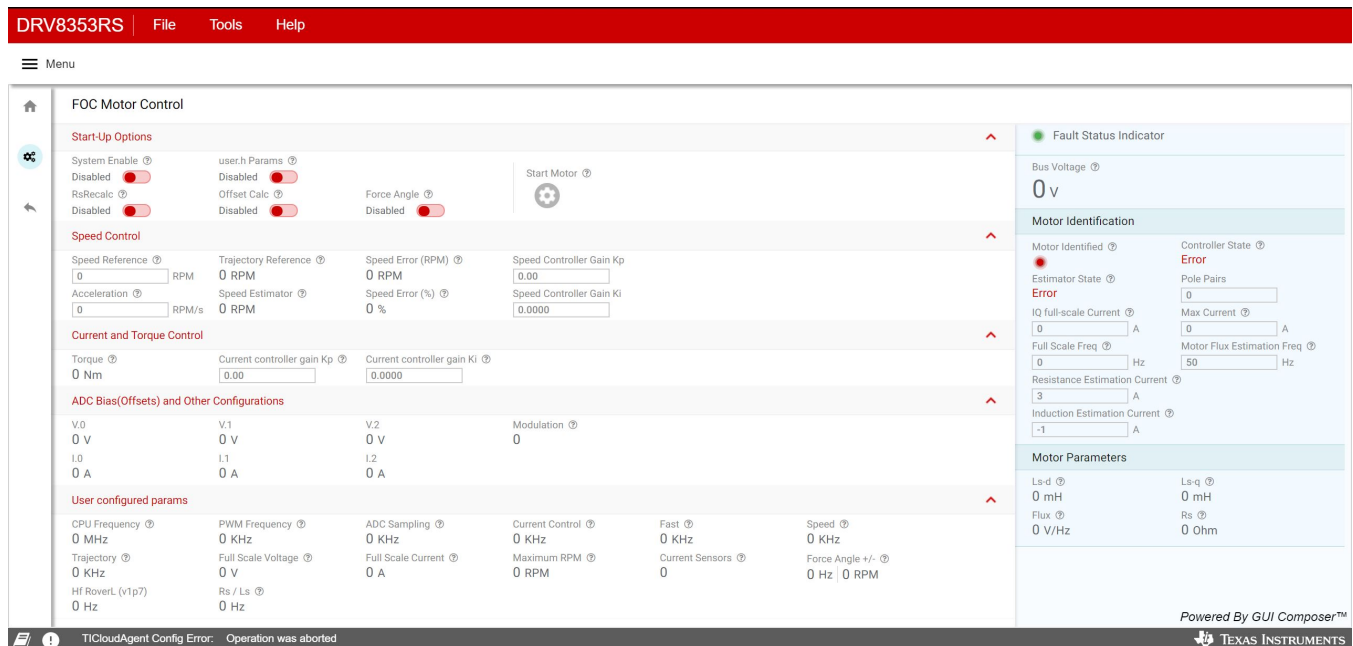 DRV8353RS File Tools Help
Menu
FOC Motor Control
Start-Up Options
System Enable user.h Params
Disabled Disabled
Start Motor
RsRecalc Offset Calc Force Angle
Disabled Disabled Disabled
Speed Control
Speed Reference Trajectory Reference Speed Error (RPM) Speed Controller Gain Kp
0 RPM 0 RPM 0 RPM 0.00
Acceleration Speed Estimator Speed Error (%) Speed Controller Gain Ki
0 RPM/s 0 RPM 0 % 0.0000
Current and Torque Control
Torque Current controller gain Kp Current controller gain Ki
0 Nm 0.00 0.0000
ADC Bias(Offsets) and Other Configurations
V.0 V.1 V.2 Modulation
0 V 0 V 0 V 0
I.0 I.1 I.2
0 A 0 A 0 A
User configured params
CPU Frequency PWM Frequency ADC Sampling Current Control Fast Speed
0 MHz 0 KHz 0 KHz 0 KHz 0 KHz 0 KHz
Trajectory Full Scale Voltage Full Scale Current Maximum RPM Current Sensors Force Angle +/-
0 KHz 0 V 0 A 0 RPM 0 0 Hz 0 RPM
Hf RoverL (v1p7) Rs / Ls
0 Hz 0 Hz
Fault Status Indicator
Bus Voltage
0 V
Motor Identification
Motor Identified Controller State
Error
Estimator State Pole Pairs
Error 0
IQ full-scale Current Max Current
0 A 0 A
Full Scale Freq Motor Flux Estimation Freq
0 Hz 50 Hz
Resistance Estimation Current
3 A
Induction Estimation Current
-1 A
Motor Parameters
Ls-d Ls-q
0 mH 0 mH
Flux Rs
0 V/Hz 0 Ohm
Powered By GUI Composer™
TICloudAgent Config Error: Operation was aborted
TEXAS INSTRUMENTS